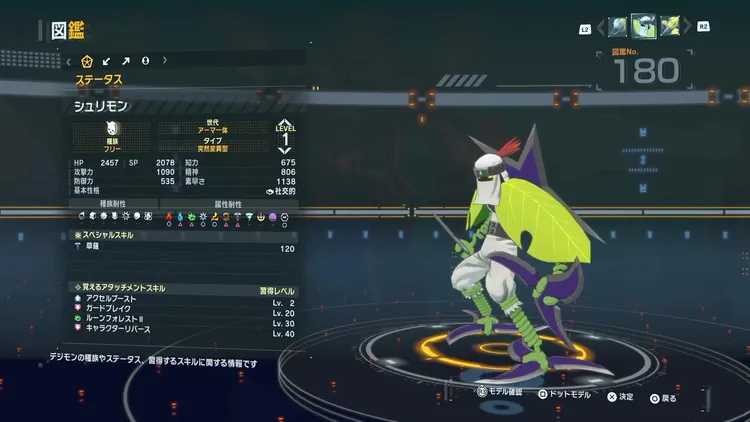 図鑑
L2
R2
図鑑No.
180
ステータス
シュリモン
種族
フリー
世代
アーマー体
タイプ
突然変異型
LEVEL
1
HP 2457 SP 2078 知力 675
攻撃力 1090 精神 806
防御力 535 素早さ 1138
基本性格 社交的
種族耐性 属性耐性
スペシャルスキル
草薙 120
覚えるアタッチメントスキル 習得レベル
アクセルブースト Lv. 2
ガードブレイク Lv. 20
ルーンフォレストII Lv. 30
キャラクターリバース Lv. 40
デジモンの種族やステータス、習得するスキルに関する情報です
R3 モデル確認 ドットモデル 決定 戻る